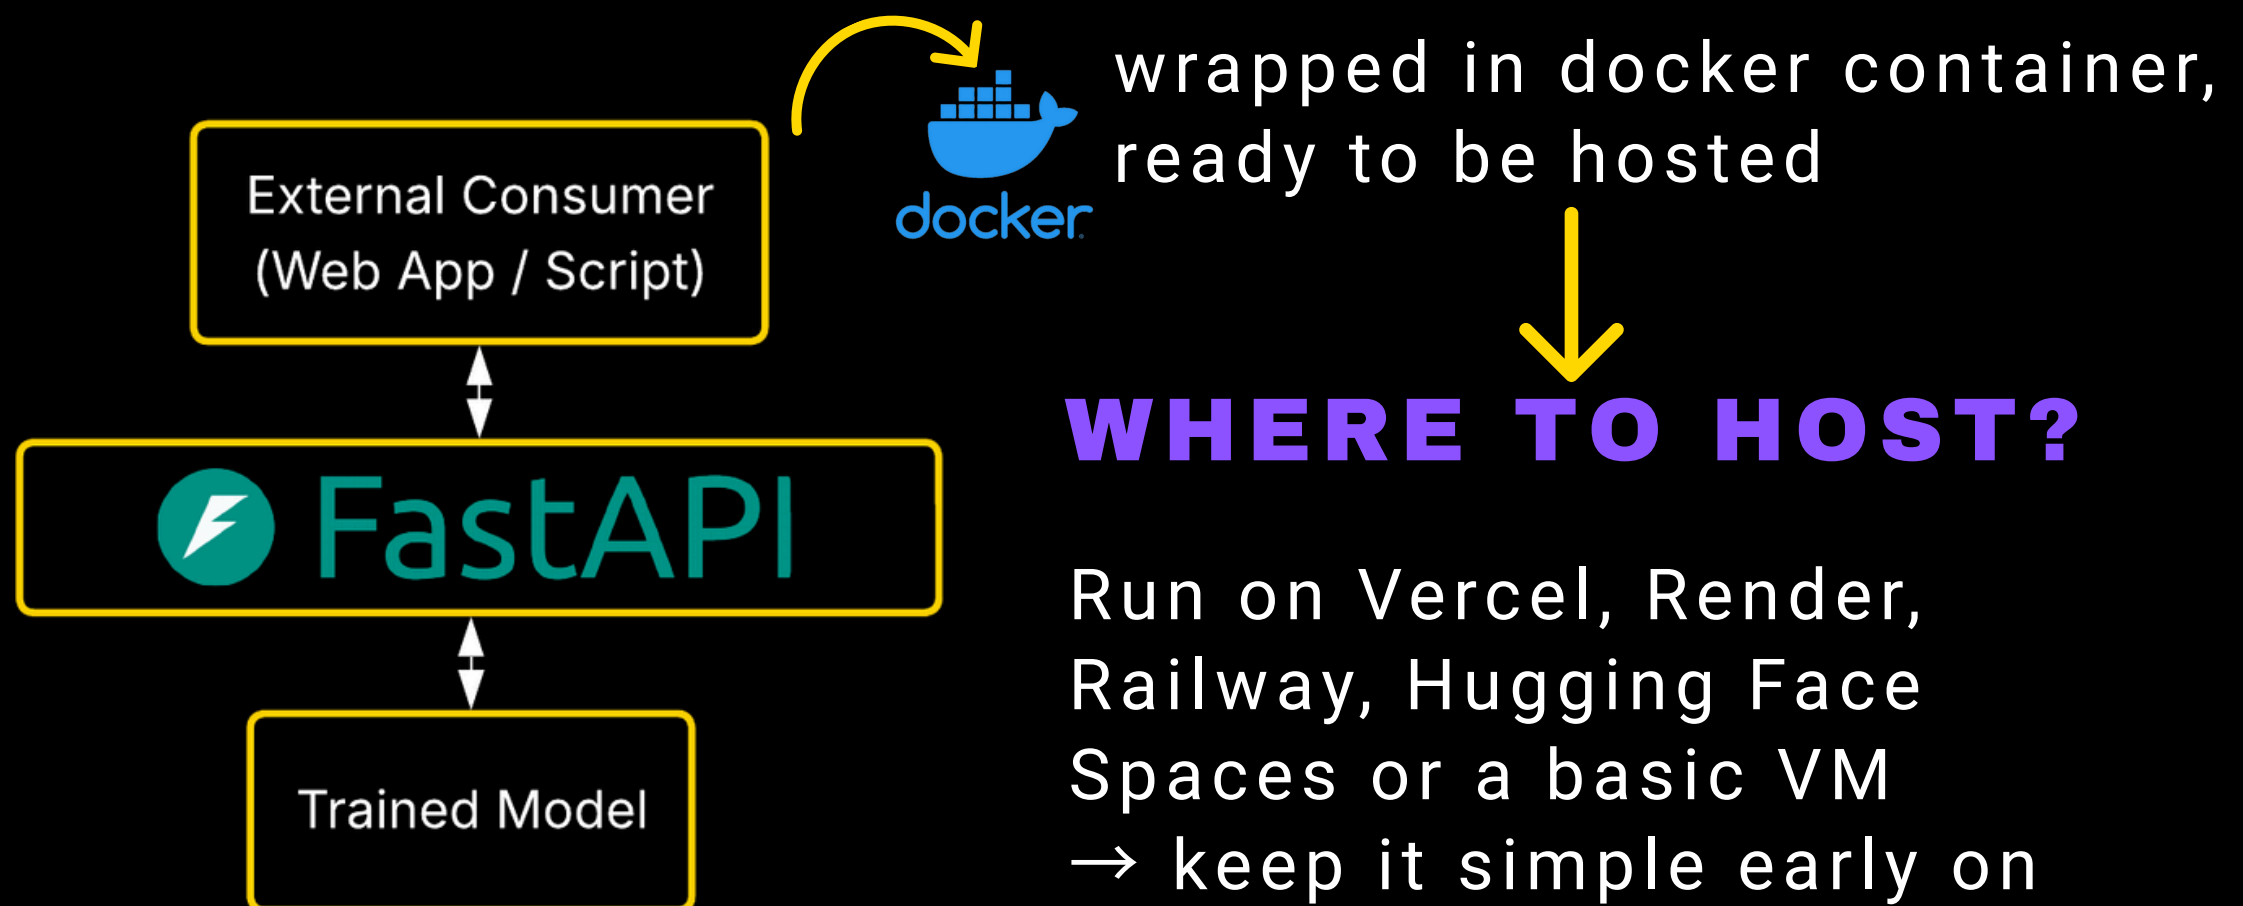 External Consumer
(Web App / Script)
FastAPI
Trained Model
docker
wrapped in docker container,
ready to be hosted
WHERE TO HOST?
Run on Vercel, Render,
Railway, Hugging Face
Spaces or a basic VM
→ keep it simple early on